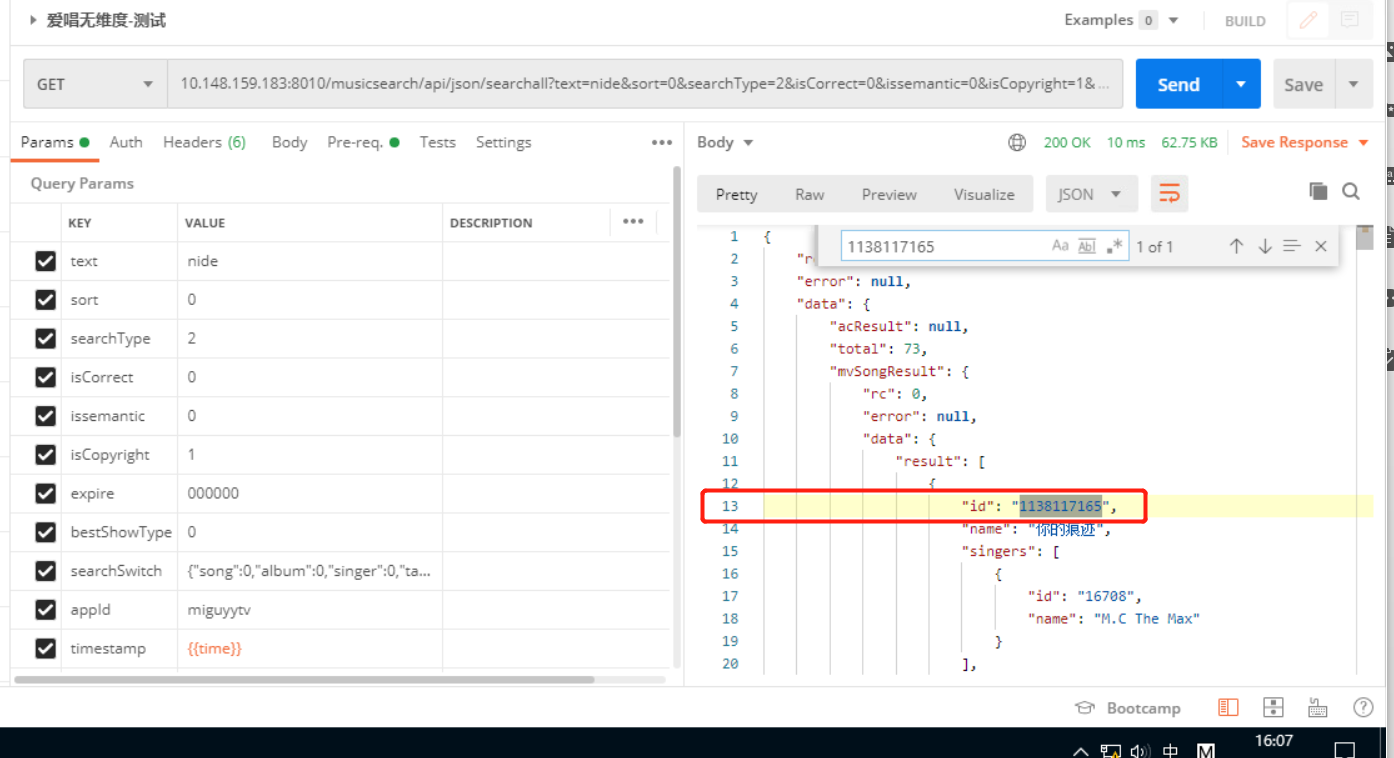 爱唱无维度-测试
Examples 0
BUILD
GET
10.148.159.183:8010/musicsearch/api/json/searchall?text=nide&sort=0&searchType=2&isCorrect=0&issemantic=0&isCopyright=1& ...
Send
Save
Params
Auth
Headers (6)
Body
Pre-req.
Tests
Settings
Body
200 OK
10 ms
62.75 KB
Save Response
Query Params
Pretty
Raw
Preview
Visualize
JSON
KEY
VALUE
DESCRIPTION
text
nide
sort
0
searchType
2
isCorrect
0
issemantic
0
isCopyright
1
expire
000000
bestShowType
0
searchSwitch
{"song":0,"album":0,"singer":0,"ta...
appId
miguyytv
timestamp
{{time}}
1138117165
Aa
Abl
.*
1 of 1
1 {
2 "r
3 "error": null,
4 "data": {
5 "acResult": null,
6 "total": 73,
7 "mvSongResult": {
8 "rc": 0,
9 "error": null,
10 "data": {
11 "result": [
12 {
13 "id": "1138117165",
14 "name": "你的痕迹",
15 "singers": [
16 {
17 "id": "16708",
18 "name": "M.C The Max"
19 }
20 ],
Bootcamp
中
M
16:07